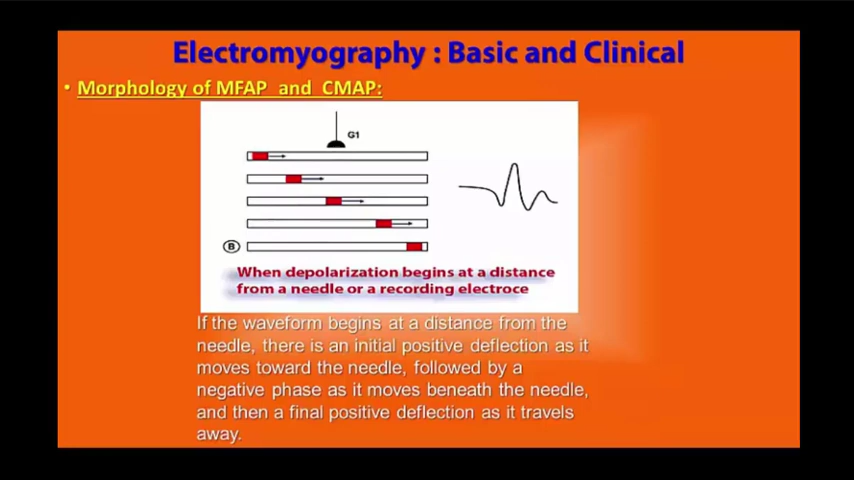 Electromyography : Basic and Clinical
• Morphology of MFAP and CMAP:
G1
B
When depolarization begins at a distance
from a needle or a recording electroce
If the waveform begins at a distance from the
needle, there is an initial positive deflection as it
moves toward the needle, followed by a
negative phase as it moves beneath the needle,
and then a final positive deflection as it travels
away.